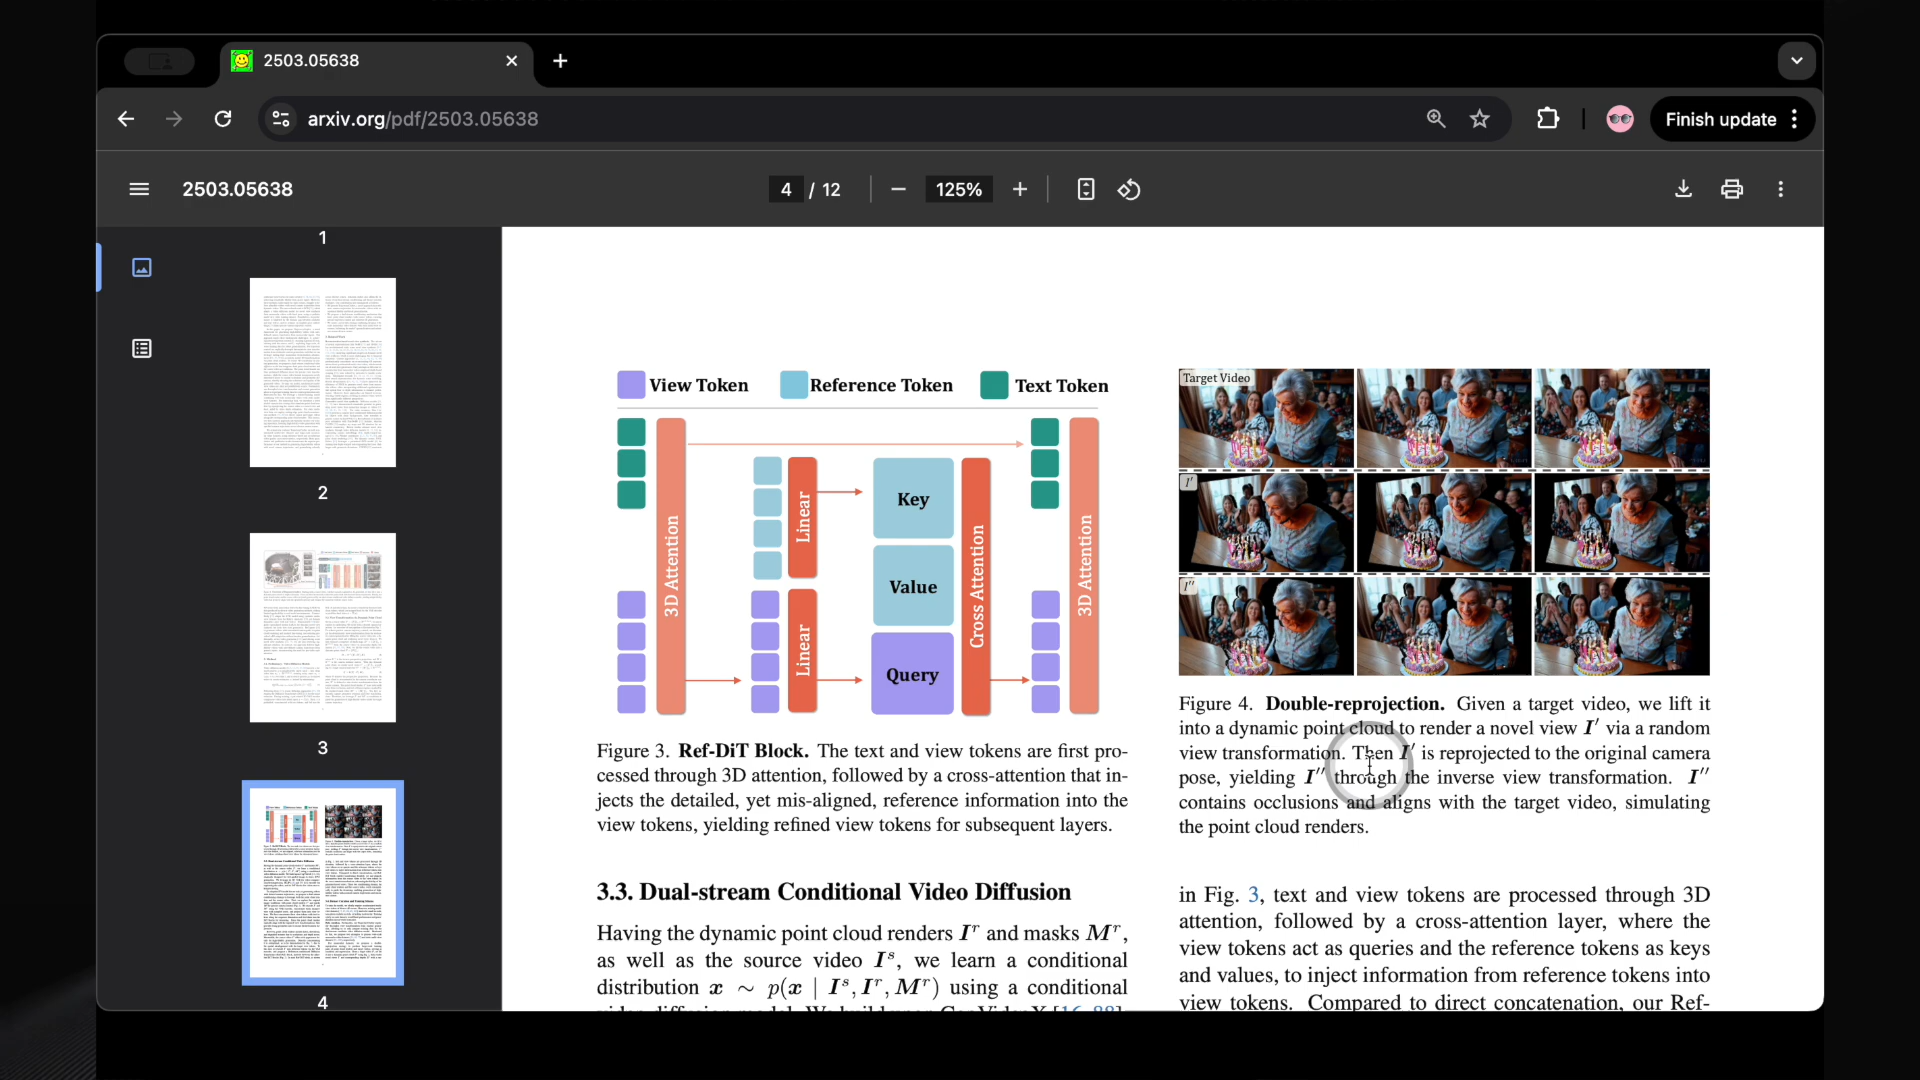 2503.05638
arxiv.org/pdf/2503.05638
Finish update
2503.05638
4 / 12
125%
1
2
3
4
View Token
Reference Token
Text Token
3D Attention
Linear
Linear
Key
Value
Query
Cross Attention
3D Attention
Figure 3. Ref-DiT Block. The text and view tokens are first pro-
cessed through 3D attention, followed by a cross-attention that in-
jects the detailed, yet mis-aligned, reference information into the
view tokens, yielding refined view tokens for subsequent layers.
3.3. Dual-stream Conditional Video Diffusion
Having the dynamic point cloud renders I^r and masks M^r,
as well as the source video I^s, we learn a conditional
distribution x ∼ p(x | I^s, I^r, M^r) using a conditional
Target Video
I′
I′′
Figure 4. Double-reprojection. Given a target video, we lift it
into a dynamic point cloud to render a novel view I′ via a random
view transformation. Then I′ is reprojected to the original camera
pose, yielding I′′ through the inverse view transformation. I′′
contains occlusions and aligns with the target video, simulating
the point cloud renders.
in Fig. 3, text and view tokens are processed through 3D
attention, followed by a cross-attention layer, where the
view tokens act as queries and the reference tokens as keys
and values, to inject information from reference tokens into
view tokens. Compared to direct concatenation, our Ref-